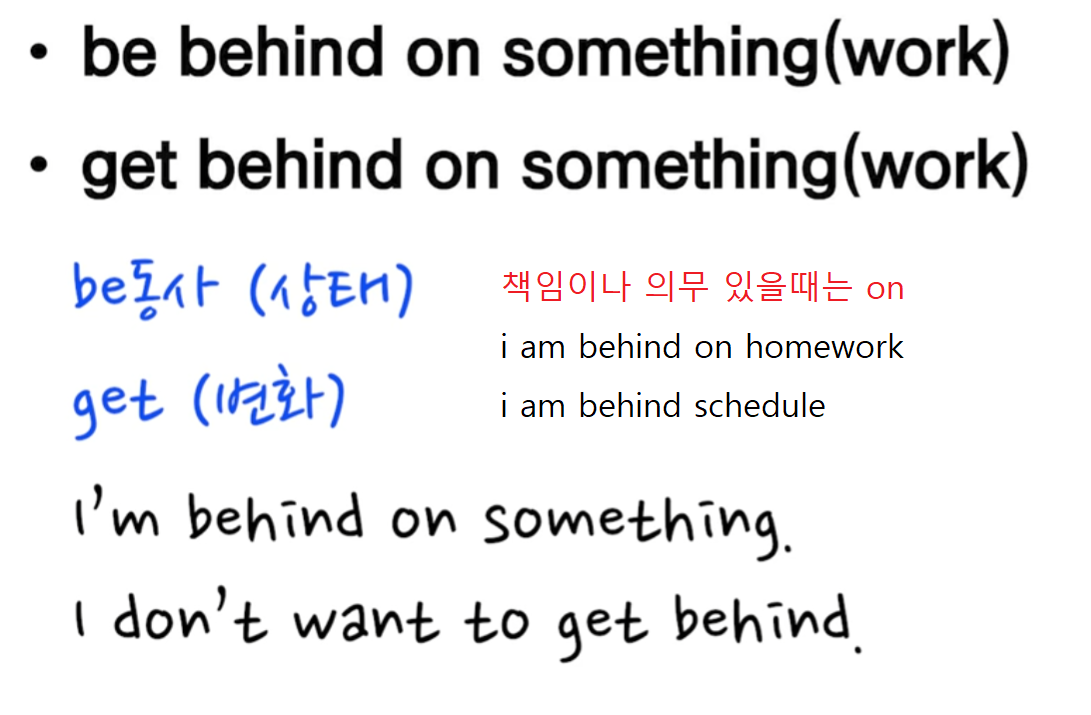 • be behind on something(work)
• get behind on something(work)
be동사 (상태)
책임이나 의무 있을때는 on
i am behind on homework
get (변화)
i am behind schedule
I'm behind on something.
I don't want to get behind.